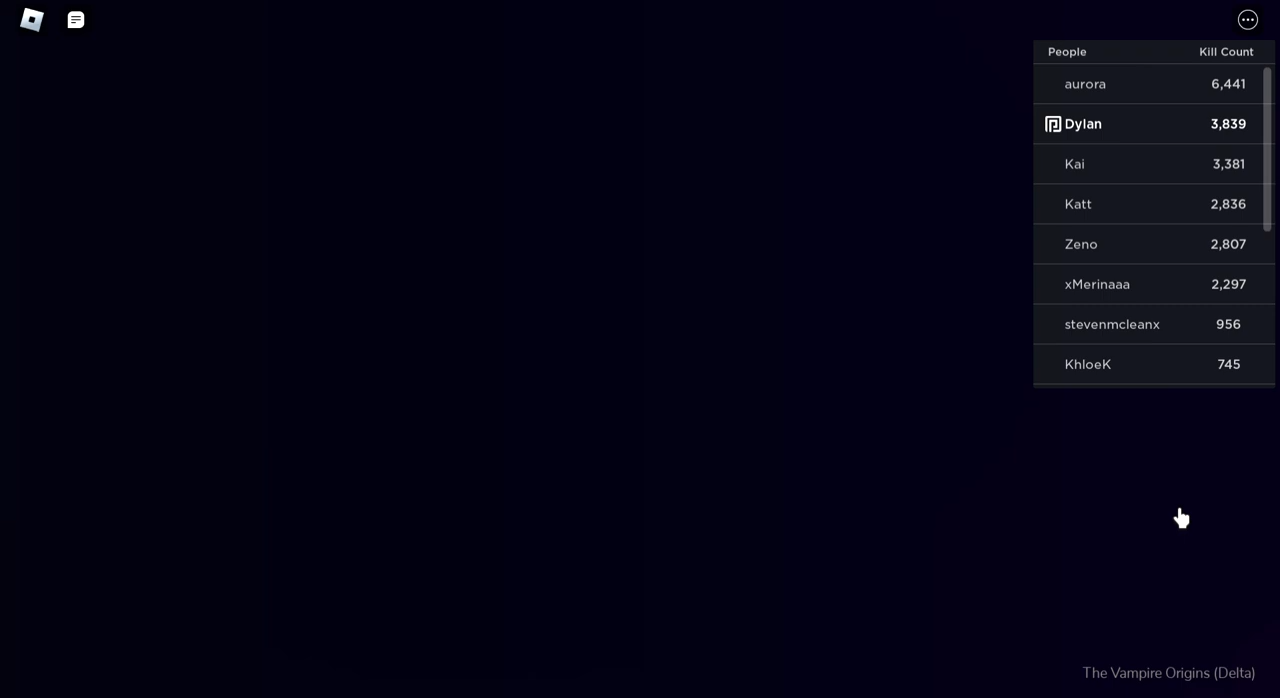 People Kill Count
aurora 6,441
Dylan 3,839
Kai 3,381
Katt 2,836
Zeno 2,807
xMerinaaa 2,297
stevenmcleanx 956
KhloeK 745
The Vampire Origins (Delta)